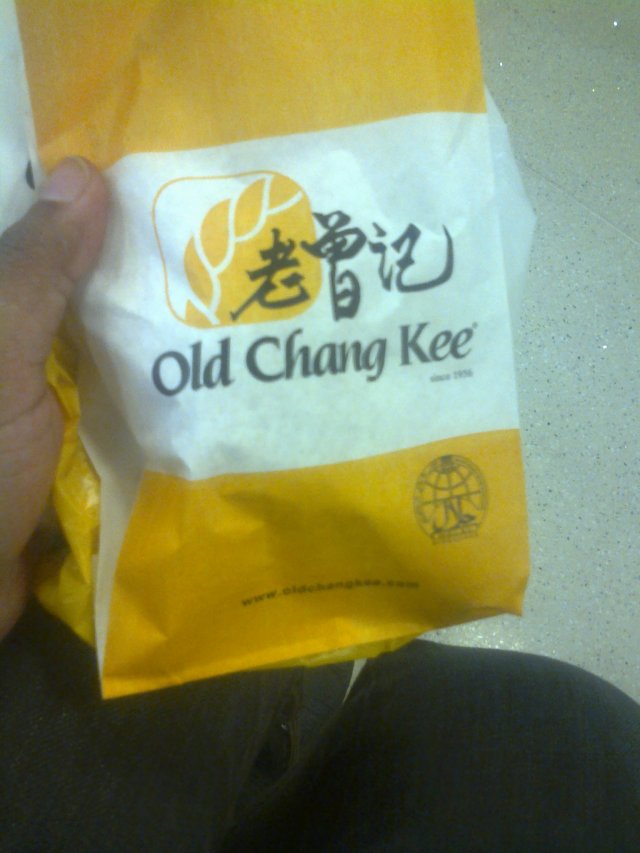 老曾记
Old Chang Kee
since 1956
www.oldchangkee.com